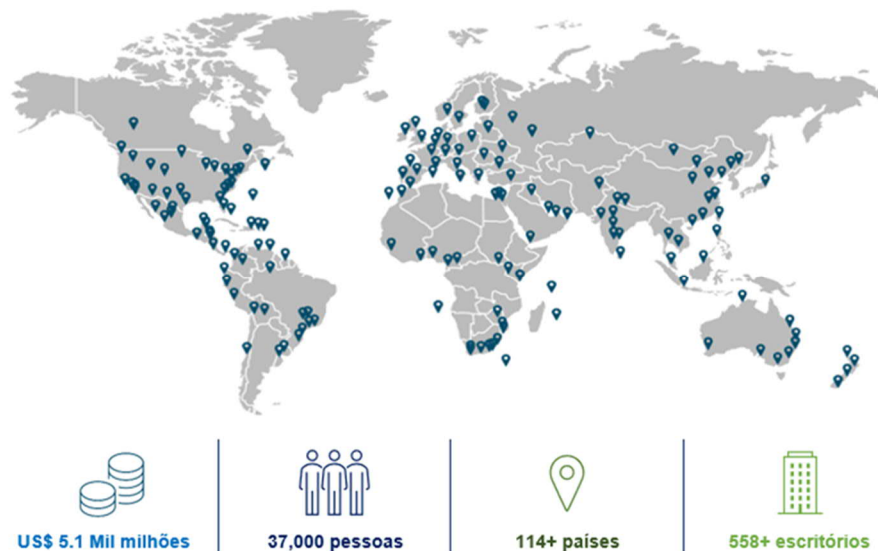 US$ 5.1 Mil milhões
37,000 pessoas
114+ países
558+ escritórios